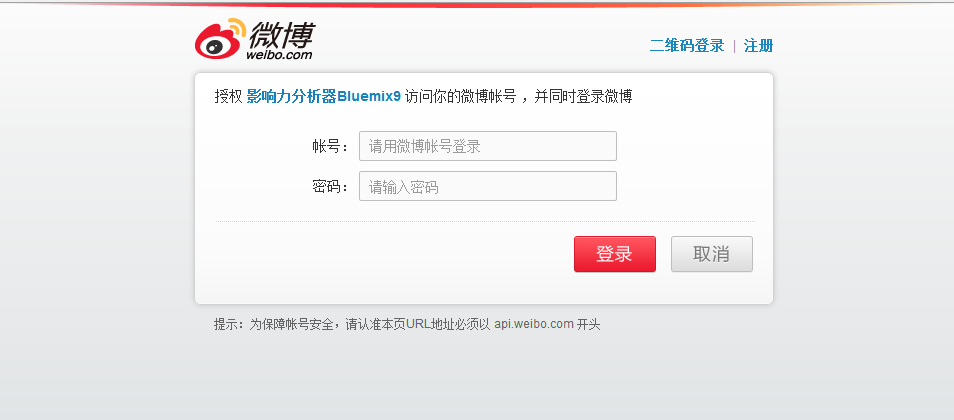 微博
weibo.com
二维码登录 | 注册
授权 影响力分析器Bluemix9 访问你的微博帐号 ，并同时登录微博
帐号： 请用微博帐号登录
密码： 请输入密码
登录 取消
提示：为保障帐号安全，请认准本页URL地址必须以 api.weibo.com 开头